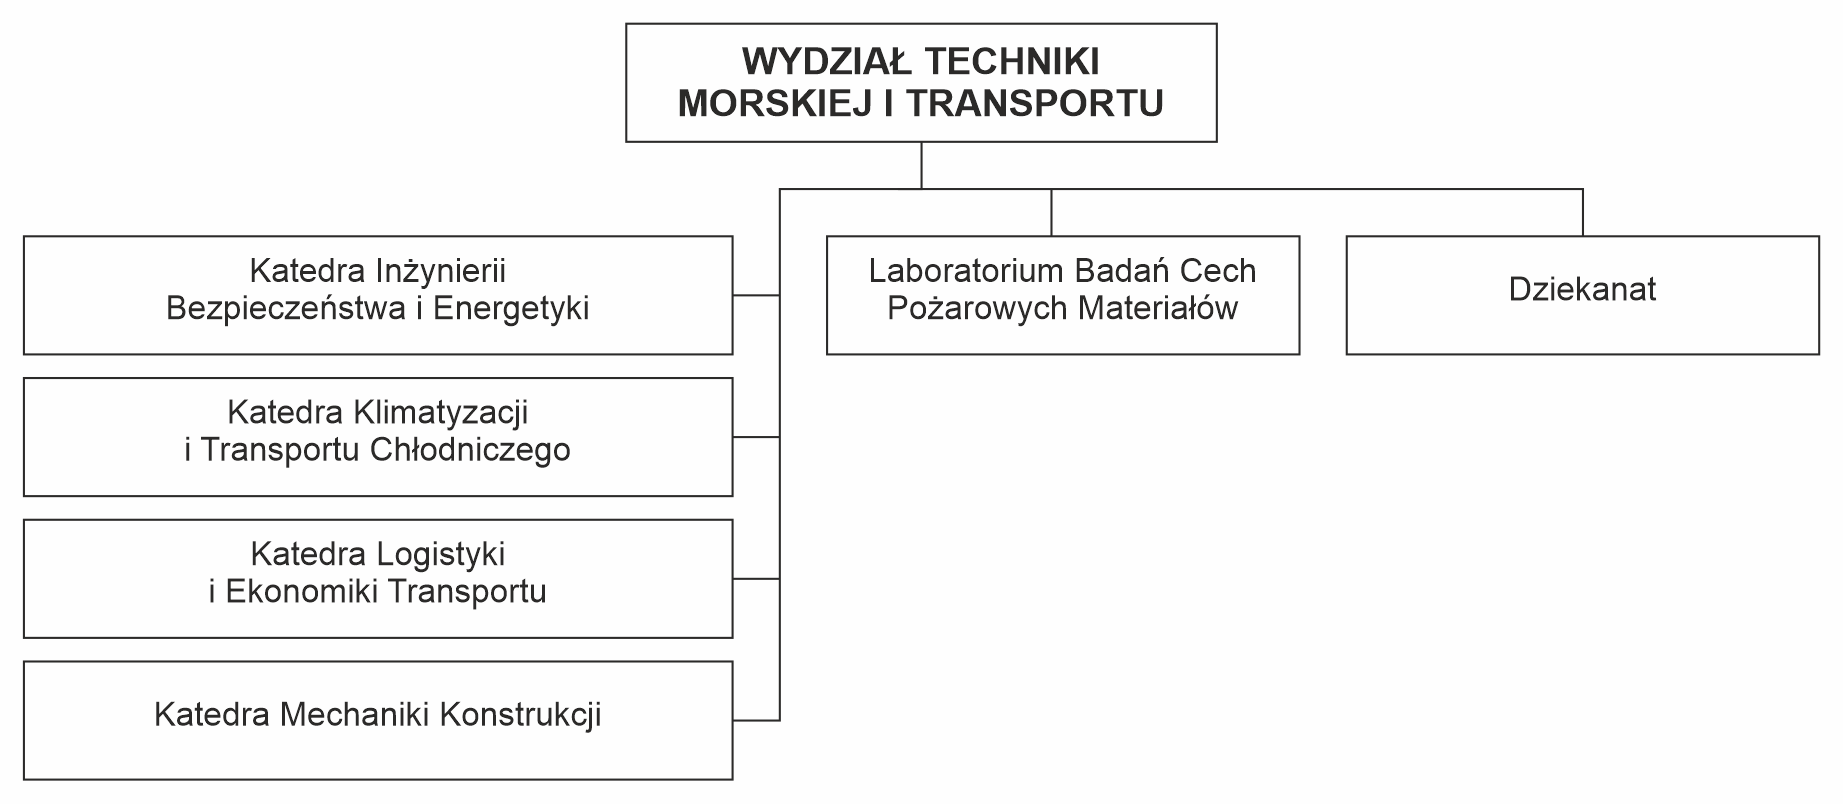 WYDZIAŁ TECHNIKI
MORSKIEJ I TRANSPORTU
Katedra Inżynierii
Bezpieczeństwa i Energetyki
Laboratorium Badań Cech
Pożarowych Materiałów
Dziekanat
Katedra Klimatyzacji
i Transportu Chłodniczego
Katedra Logistyki
i Ekonomiki Transportu
Katedra Mechaniki Konstrukcji